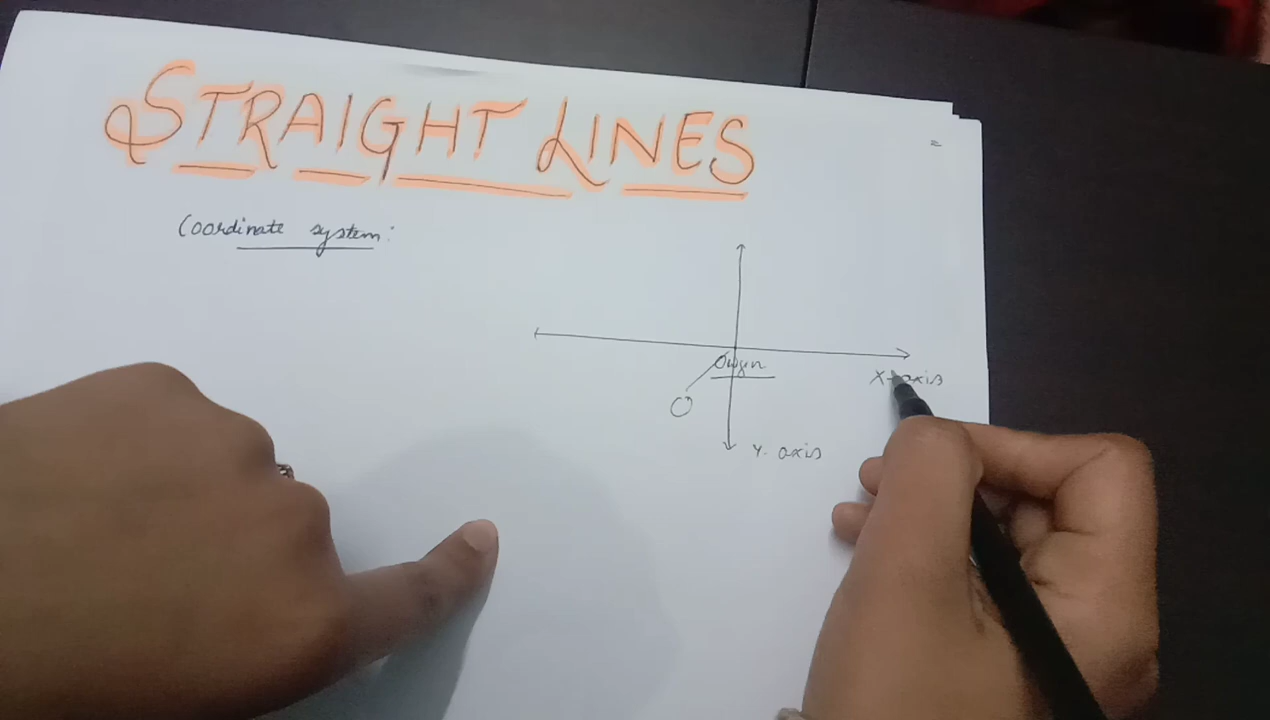 STRAIGHT LINES
Coordinate system:
Origin
X-axis
O
Y. axis